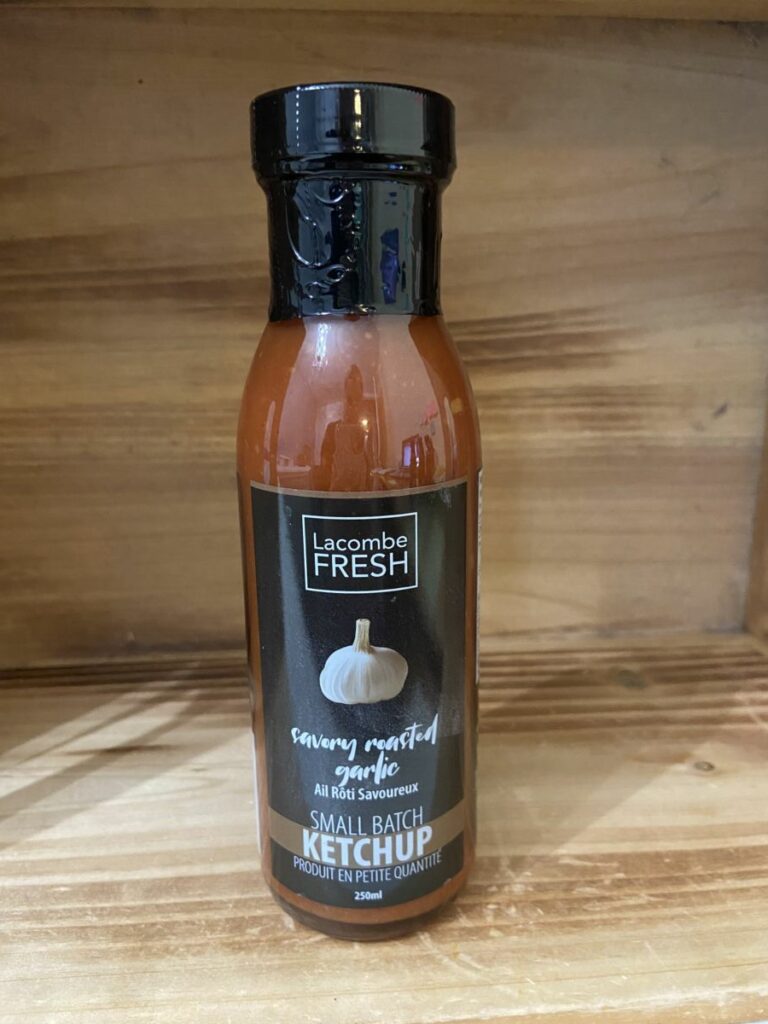 Lacombe
FRESH
savory roasted
garlic
Ail Rôti Savoureux
SMALL BATCH
KETCHUP
PRODUIT EN PETITE QUANTITÉ
250ml